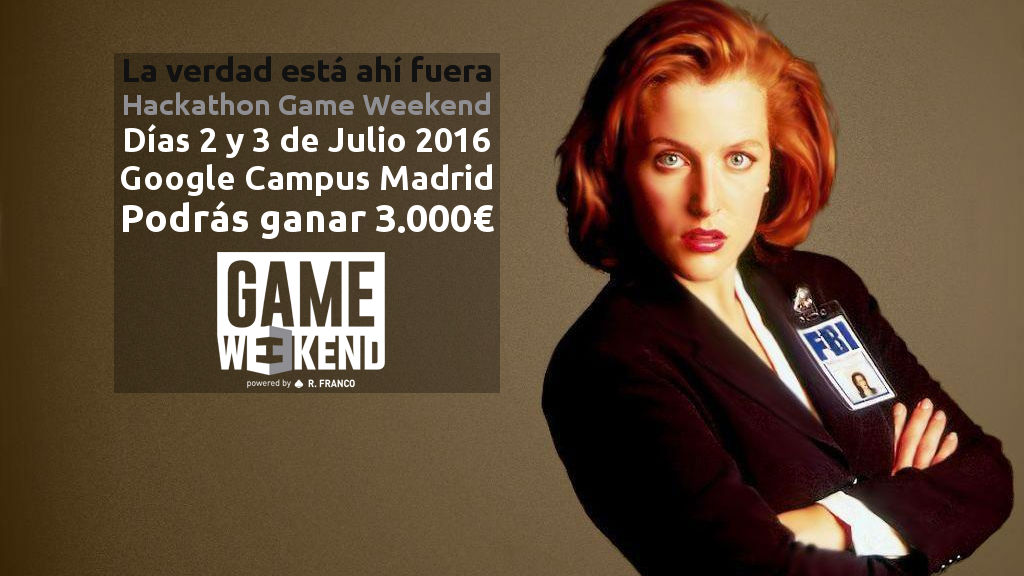 La verdad está ahí fuera
Hackathon Game Weekend
Días 2 y 3 de Julio 2016
Google Campus Madrid
Podrás ganar 3.000€
GAME
WEEKEND
powered by R. FRANCO
FBI